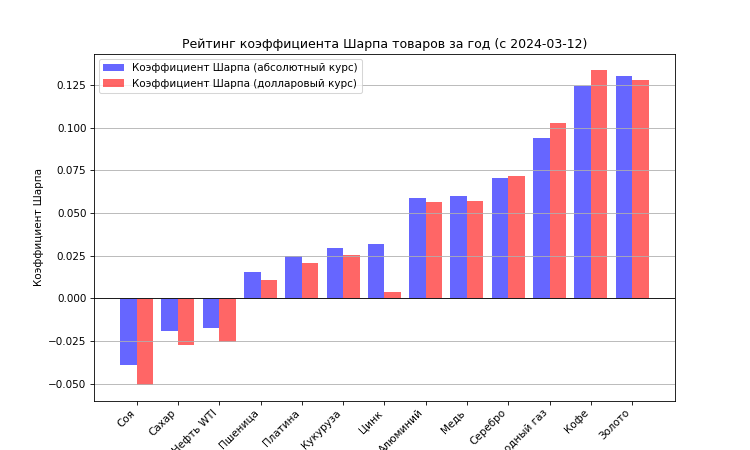 Рейтинг коэффициента Шарпа товаров за год (с 2024-03-12)
Коэффициент Шарпа (абсолютный курс)
Коэффициент Шарпа (долларовый курс)
Коэффициент Шарпа
0.125
0.100
0.075
0.050
0.025
0.000
−0.025
−0.050
Соя
Сахар
Нефть WTI
Пшеница
Платина
Кукуруза
Цинк
Алюминий
Медь
Серебро
одный газ
Кофе
Золото